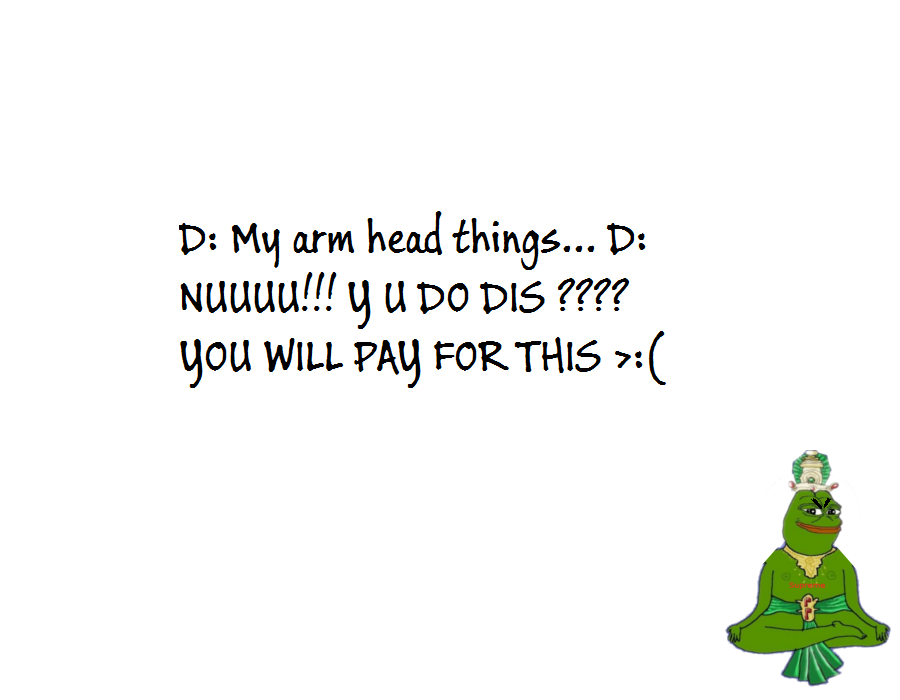 D: My arm head things... D:
NUUUU!!! Y U DO DIS ????
YOU WILL PAY FOR THIS >:(